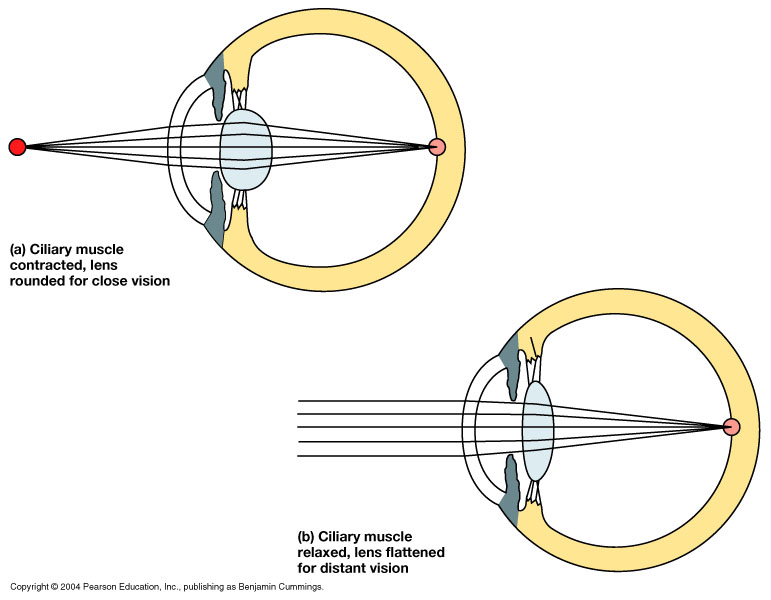 (a) Ciliary muscle
contracted, lens
rounded for close vision
(b) Ciliary muscle
relaxed, lens flattened
for distant vision
Copyright © 2004 Pearson Education, Inc., publishing as Benjamin Cummings.